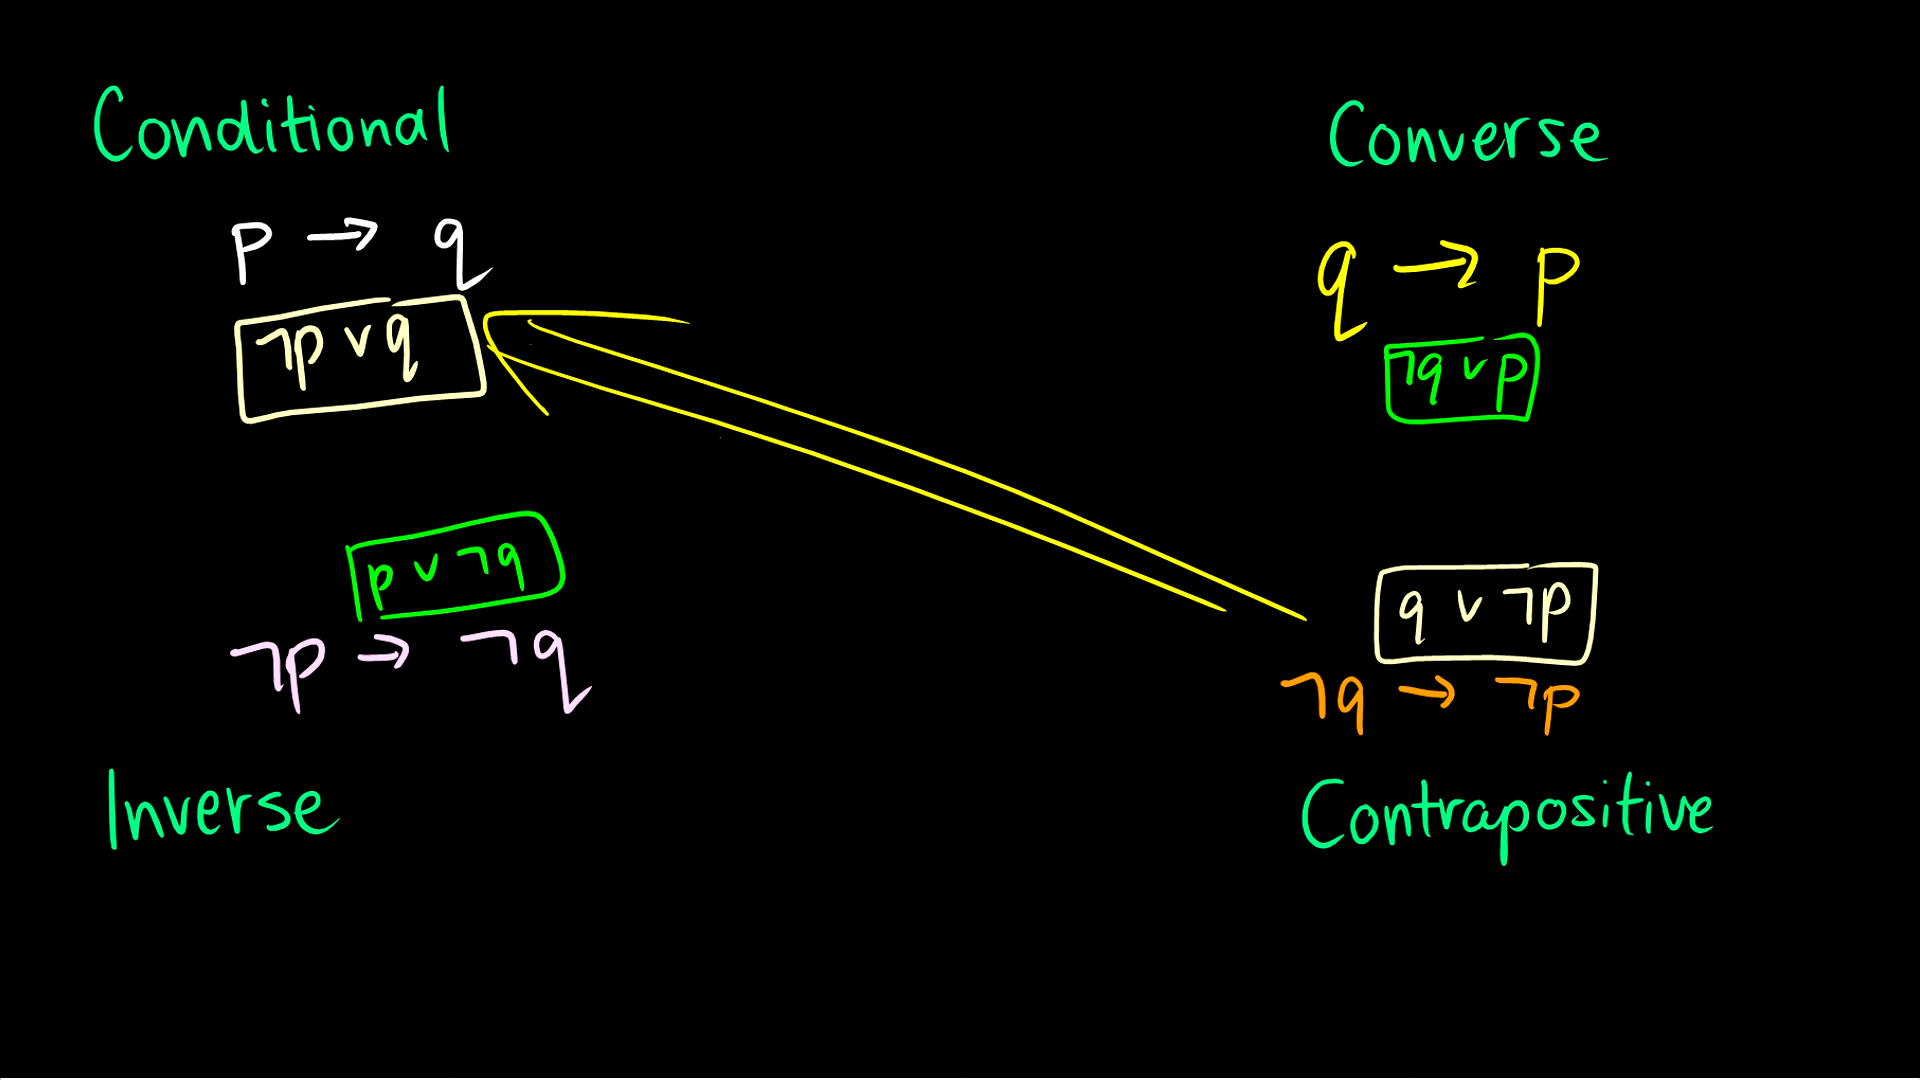 Conditional
p → q
¬p ∨ q
Converse
q → p
¬q ∨ p
p ∨ ¬q
¬p → ¬q
Inverse
q ∨ ¬p
¬q → ¬p
Contrapositive